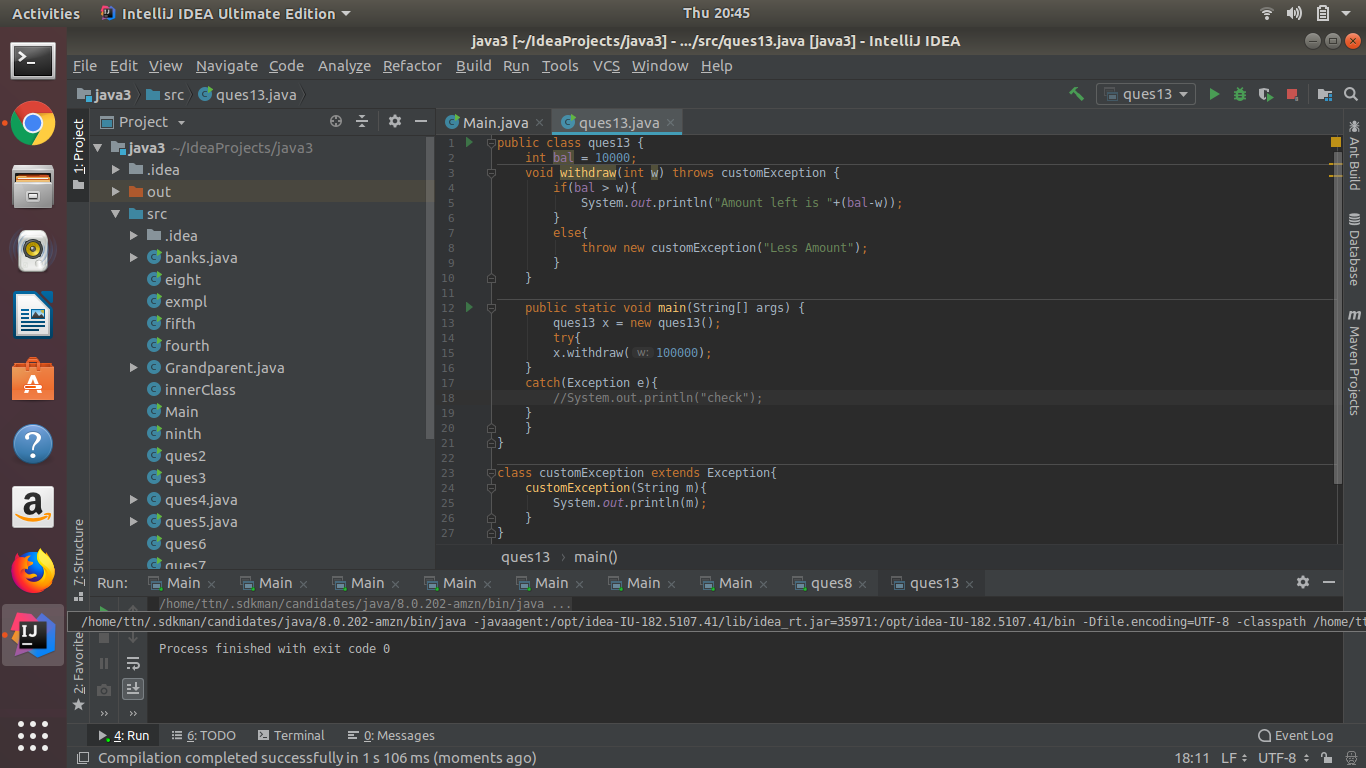 Activities IntelliJ IDEA Ultimate Edition Thu 20:45
java3 [~/IdeaProjects/java3] - .../src/ques13.java [java3] - IntelliJ IDEA
File Edit View Navigate Code Analyze Refactor Build Run Tools VCS Window Help
java3 src ques13.java ques13
1: Project
7: Structure
2: Favorite
Project
java3 ~/IdeaProjects/java3
.idea
out
src
.idea
banks.java
eight
exmpl
fifth
fourth
Grandparent.java
innerClass
Main
ninth
ques2
ques3
ques4.java
ques5.java
ques6
ques7
Main.java ques13.java
1 public class ques13 {
2 int bal = 10000;
3 void withdraw(int w) throws customException {
4 if(bal > w){
5 System.out.println("Amount left is "+(bal-w));
6 }
7 else{
8 throw new customException("Less Amount");
9 }
10 }
11
12 public static void main(String[] args) {
13 ques13 x = new ques13();
14 try{
15 x.withdraw( w: 100000);
16 }
17 catch(Exception e){
18 //System.out.println("check");
19 }
20 }
21 }
22
23 class customException extends Exception{
24 customException(String m){
25 System.out.println(m);
26 }
27 }
ques13 › main()
Ant Build
Database
Maven Projects
Run: Main Main Main Main Main Main Main ques8 ques13
/home/ttn/.sdkman/candidates/java/8.0.202-amzn/bin/java ...
/home/ttn/.sdkman/candidates/java/8.0.202-amzn/bin/java -javaagent:/opt/idea-IU-182.5107.41/lib/idea_rt.jar=35971:/opt/idea-IU-182.5107.41/bin -Dfile.encoding=UTF-8 -classpath /home/tt
Process finished with exit code 0
4: Run 6: TODO Terminal 0: Messages Event Log
Compilation completed successfully in 1 s 106 ms (moments ago) 18:11 LF UTF-8